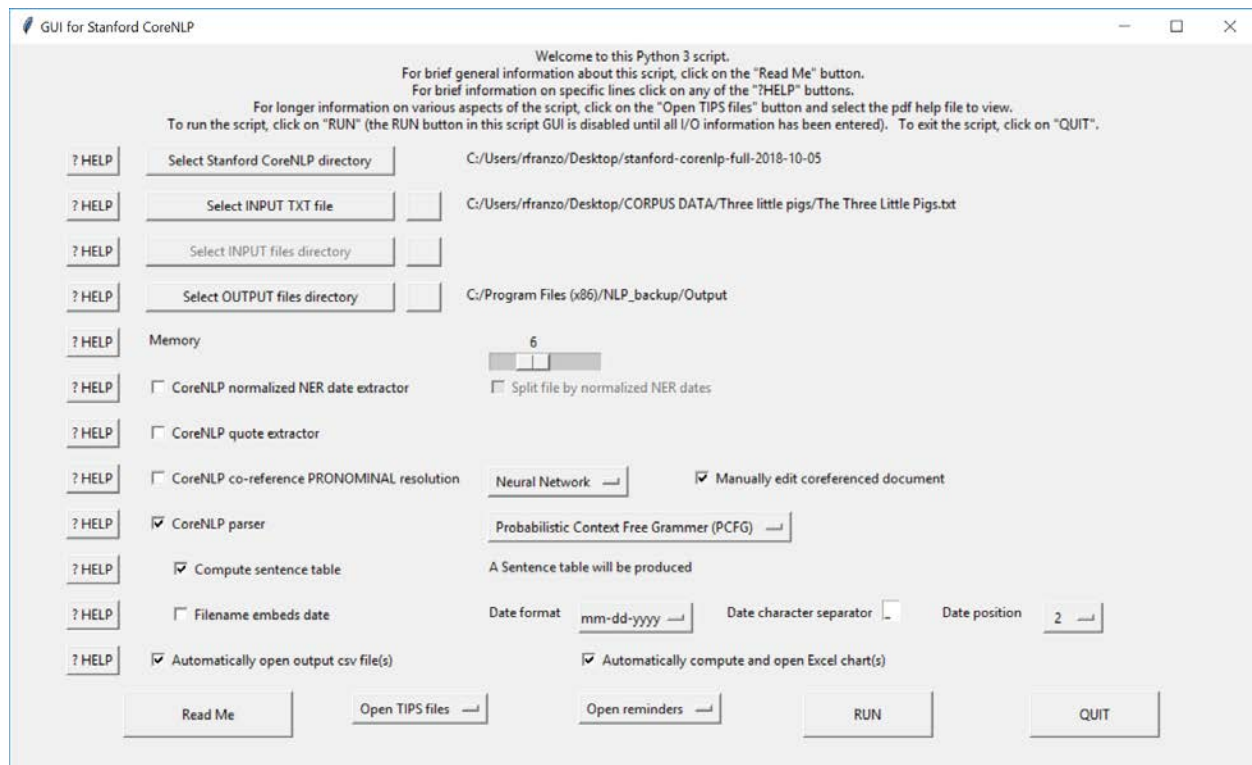 GUI for Stanford CoreNLP
Welcome to this Python 3 script.
For brief general information about this script, click on the "Read Me" button.
For brief information on specific lines click on any of the "?HELP" buttons.
For longer information on various aspects of the script, click on the "Open TIPS files" button and select the pdf help file to view.
To run the script, click on "RUN" (the RUN button in this script GUI is disabled until all I/O information has been entered). To exit the script, click on "QUIT".
? HELP Select Stanford CoreNLP directory C:/Users/rfranzo/Desktop/stanford-corenlp-full-2018-10-05
? HELP Select INPUT TXT file C:/Users/rfranzo/Desktop/CORPUS DATA/Three little pigs/The Three Little Pigs.txt
? HELP Select INPUT files directory
? HELP Select OUTPUT files directory C:/Program Files (x86)/NLP_backup/Output
? HELP Memory 6
? HELP CoreNLP normalized NER date extractor Split file by normalized NER dates
? HELP CoreNLP quote extractor
? HELP CoreNLP co-reference PRONOMINAL resolution Neural Network Manually edit coreferenced document
? HELP CoreNLP parser Probabilistic Context Free Grammer (PCFG)
? HELP Compute sentence table A Sentence table will be produced
? HELP Filename embeds date Date format mm-dd-yyyy Date character separator _ Date position 2
? HELP Automatically open output csv file(s) Automatically compute and open Excel chart(s)
Read Me Open TIPS files Open reminders RUN QUIT